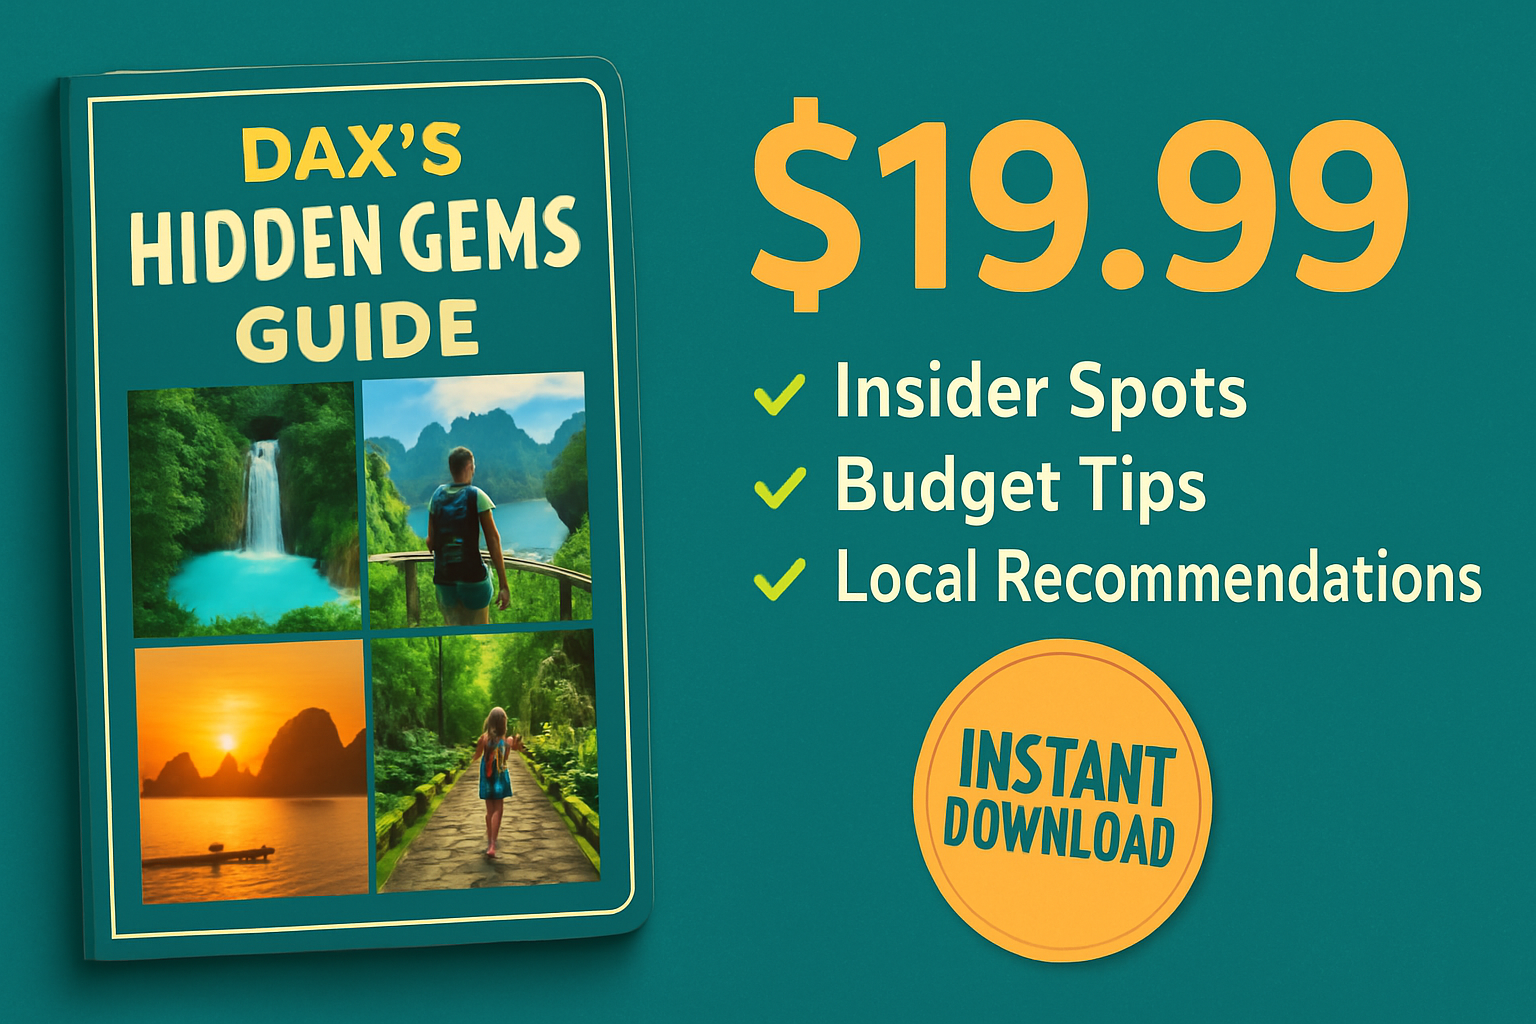 DAX'S
HIDDEN GEMS
GUIDE
$19.99
Insider Spots
Budget Tips
Local Recommendations
INSTANT
DOWNLOAD